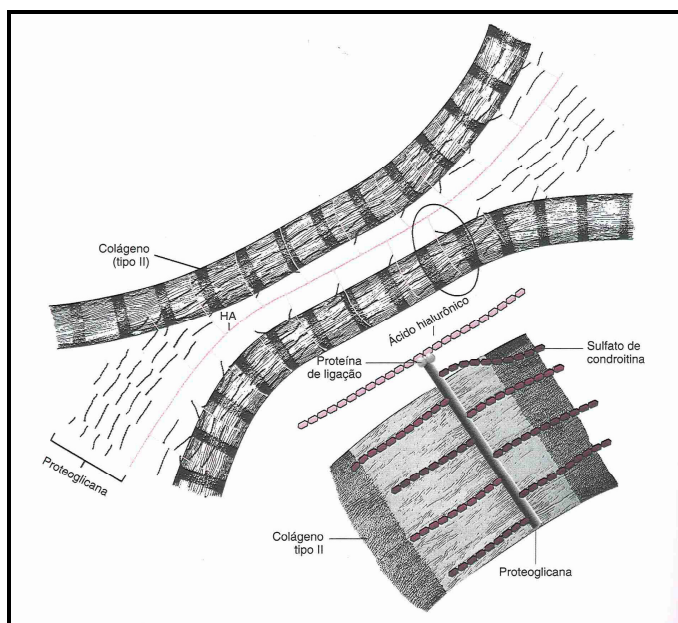 Colágeno
(tipo II)
HA
Ácido hialurônico
Proteína
de ligação
Sulfato de
condroitina
Proteoglicana
Colágeno
tipo II
Proteoglicana